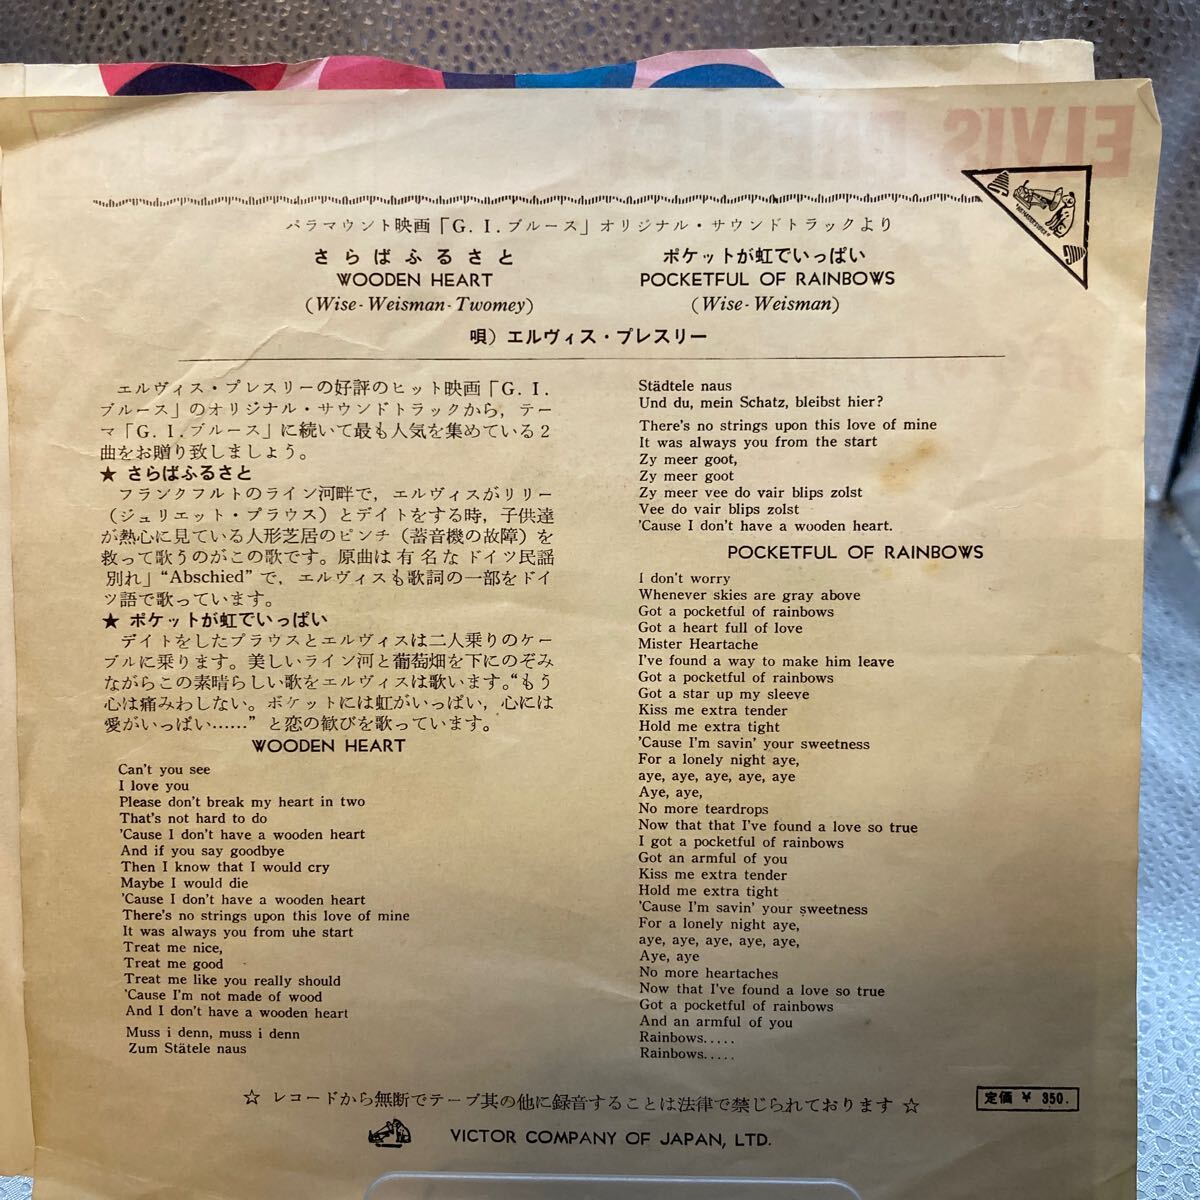 ELVIS PRESLEY
"HIS MASTER'S VOICE"
パラマウント映画「G.I.ブルース」オリジナル・サウンドトラックより
さらばふるさと
WOODEN HEART
(Wise-Weisman-Twomey)
ポケットが虹でいっぱい
POCKETFUL OF RAINBOWS
(Wise-Weisman)
唄）エルヴィス・プレスリー
エルヴィス・プレスリーの好評のヒット映画「G.I.
ブルース」のオリジナル・サウンドトラックから，テー
マ「G.I.ブルース」に続いて最も人気を集めている2
曲をお贈り致しましょう。
★ さらばふるさと
フランクフルトのライン河畔で，エルヴィスがリリー
（ジュリエット・プラウス）とデイトをする時，子供達
が熱心に見ている人形芝居のピンチ（蓄音機の故障）を
救って歌うのがこの歌です。原曲は有名なドイツ民謡
別れ」“Abschied”で，エルヴィスも歌詞の一部をドイ
ツ語で歌っています。
★ ポケットが虹でいっぱい
デイトをしたプラウスとエルヴィスは二人乗りのケー
ブルに乗ります。美しいライン河と葡萄畑を下にのぞみ
ながらこの素晴らしい歌をエルヴィスは歌います。“もう
心は痛みわしない。ポケットには虹がいっぱい，心には
愛がいっぱい……” と恋の歓びを歌っています。
WOODEN HEART
Can't you see
I love you
Please don't break my heart in two
That's not hard to do
'Cause I don't have a wooden heart
And if you say goodbye
Then I know that I would cry
Maybe I would die
'Cause I don't have a wooden heart
There's no strings upon this love of mine
It was always you from uhe start
Treat me nice,
Treat me good
Treat me like you really should
'Cause I'm not made of wood
And I don't have a wooden heart
Muss i denn, muss i denn
Zum Stätele naus
Städtele naus
Und du, mein Schatz, bleibst hier?
There's no strings upon this love of mine
It was always you from the start
Zy meer goot,
Zy meer goot
Zy meer vee do vair blips zolst
Vee do vair blips zolst
'Cause I don't have a wooden heart.
POCKETFUL OF RAINBOWS
I don't worry
Whenever skies are gray above
Got a pocketful of rainbows
Got a heart full of love
Mister Heartache
I've found a way to make him leave
Got a pocketful of rainbows
Got a star up my sleeve
Kiss me extra tender
Hold me extra tight
'Cause I'm savin' your sweetness
For a lonely night aye,
aye, aye, aye, aye, aye
Aye, aye,
No more teardrops
Now that that I've found a love so true
I got a pocketful of rainbows
Got an armful of you
Kiss me extra tender
Hold me extra tight
'Cause I'm savin' your sweetness
For a lonely night aye,
aye, aye, aye, aye, aye,
Aye, aye
No more heartaches
Now that I've found a love so true
Got a pocketful of rainbows
And an armful of you
Rainbows.....
Rainbows.....
☆ レコードから無断でテープ其の他に録音することは法律で禁じられております ☆
定価 ¥ 350.
VICTOR COMPANY OF JAPAN, LTD.